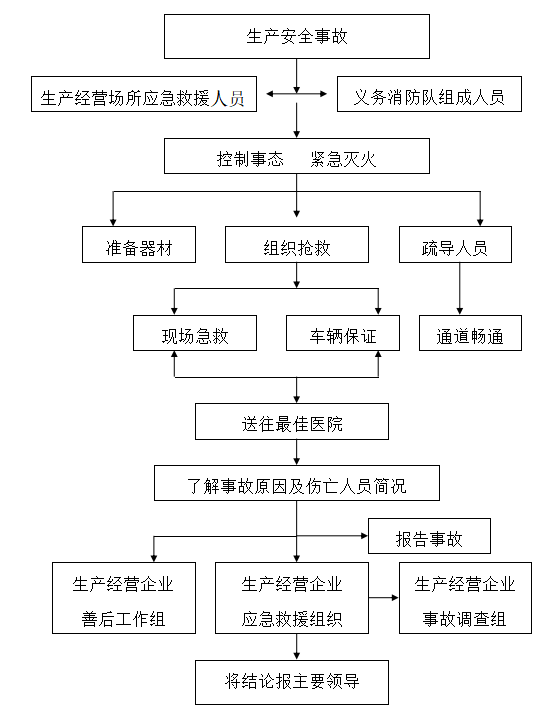 生产安全事故
生产经营场所应急救援人员
义务消防队组成人员
控制事态 紧急灭火
准备器材
组织抢救
疏导人员
现场急救
车辆保证
通道畅通
送往最佳医院
了解事故原因及伤亡人员简况
报告事故
生产经营企业
善后工作组
生产经营企业
应急救援组织
生产经营企业
事故调查组
将结论报主要领导